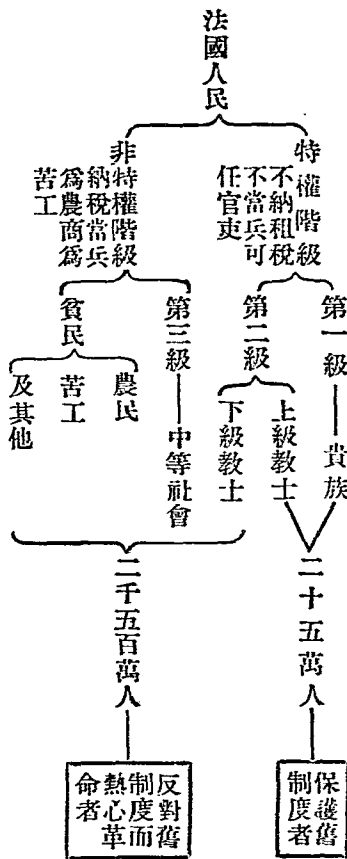 法國人民
特權階級
不納租稅
不當兵可
任官吏
非特權階級
納稅當兵
爲農商爲
苦工
第一級
貴族
第二級
上級教士
下級教士
第三級
中等社會
貧民
農民
苦工
及其他
二十五萬人
二千五百萬人
保護舊
制度者
反對舊
制度而
熱心革
命者